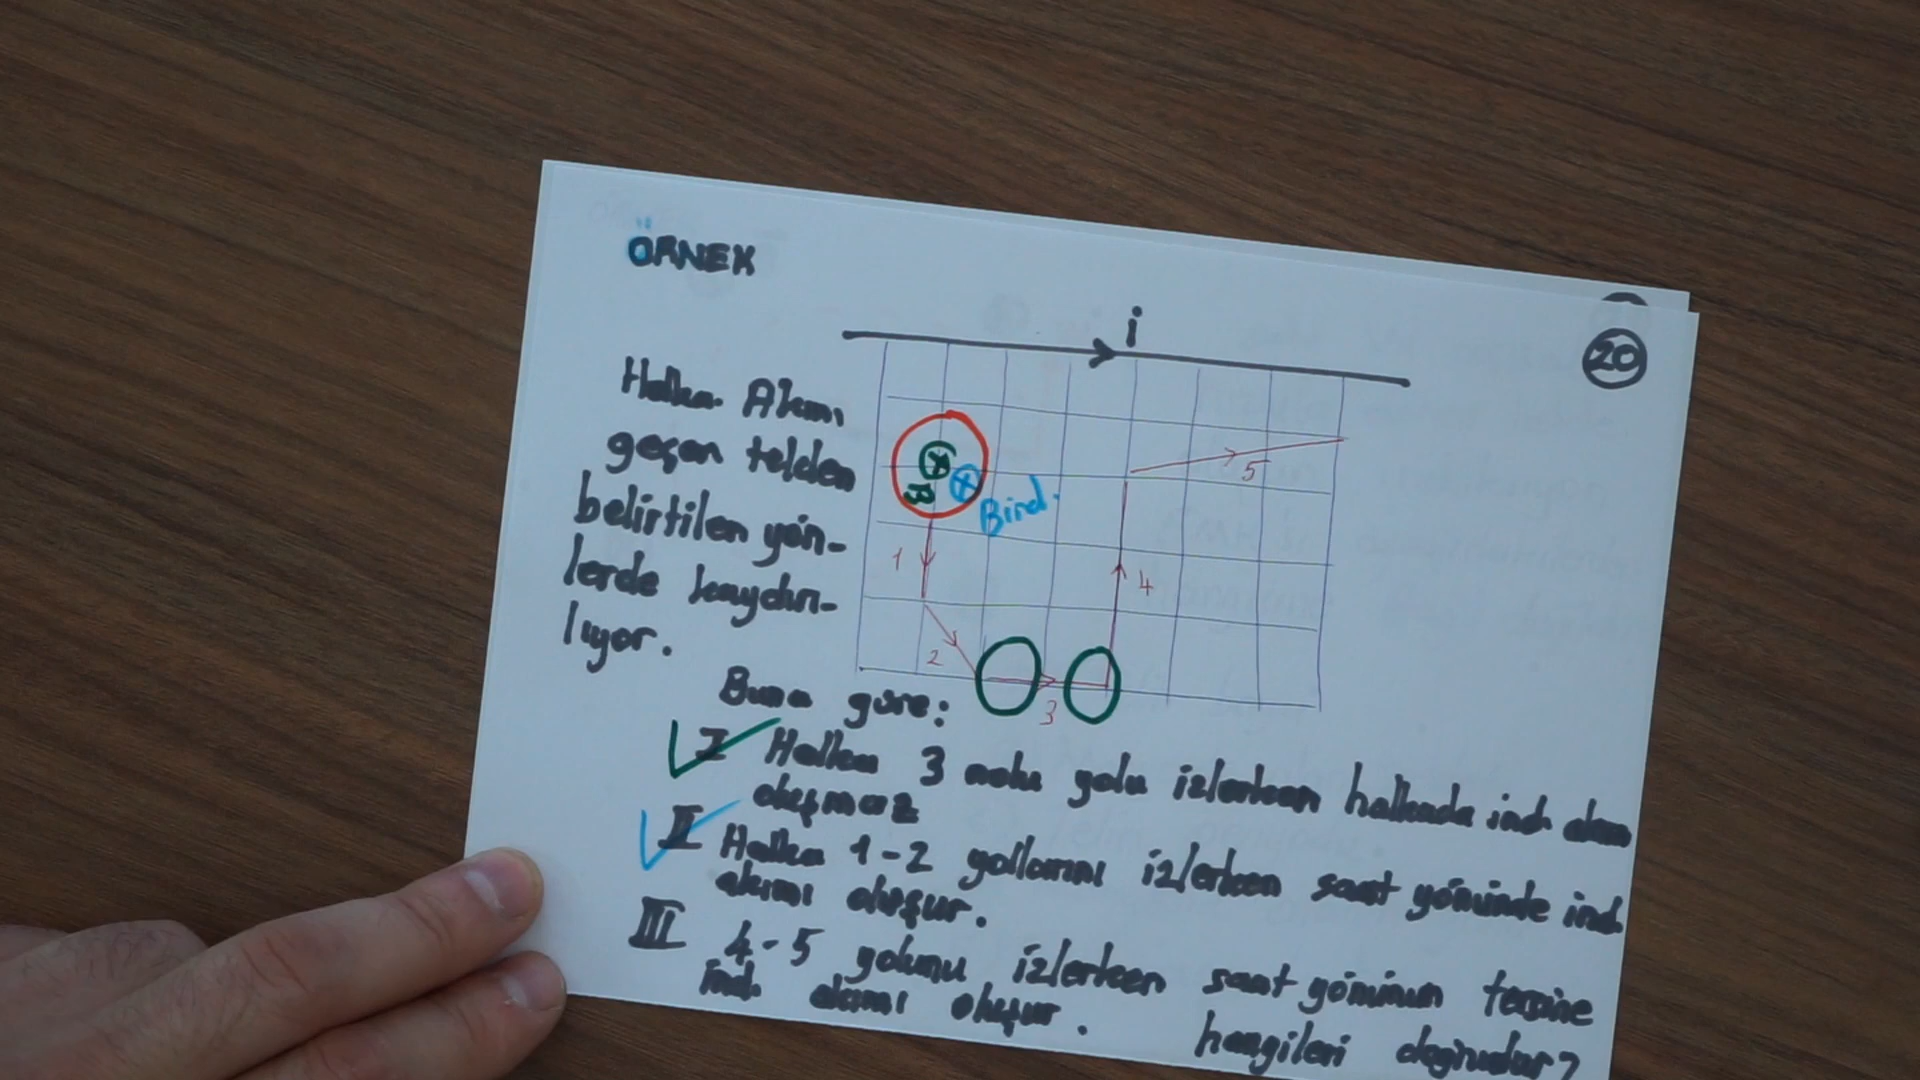 ÖRNEK
20
i
Halka Akım
geçen telden
belirtilen yön-
lerde kaydırı-
lıyor.
B
Bind.
1
2
3
4
5
Buna göre:
I Halka 3 nolu yolu izlerken halkada ind. akım
oluşmaz
II Halka 1-2 yollarını izlerken saat yönünde ind.
akımı oluşur.
III 4-5 yolunu izlerken saat yönünün tersine
ind. akımı oluşur.
hangileri doğrudur?